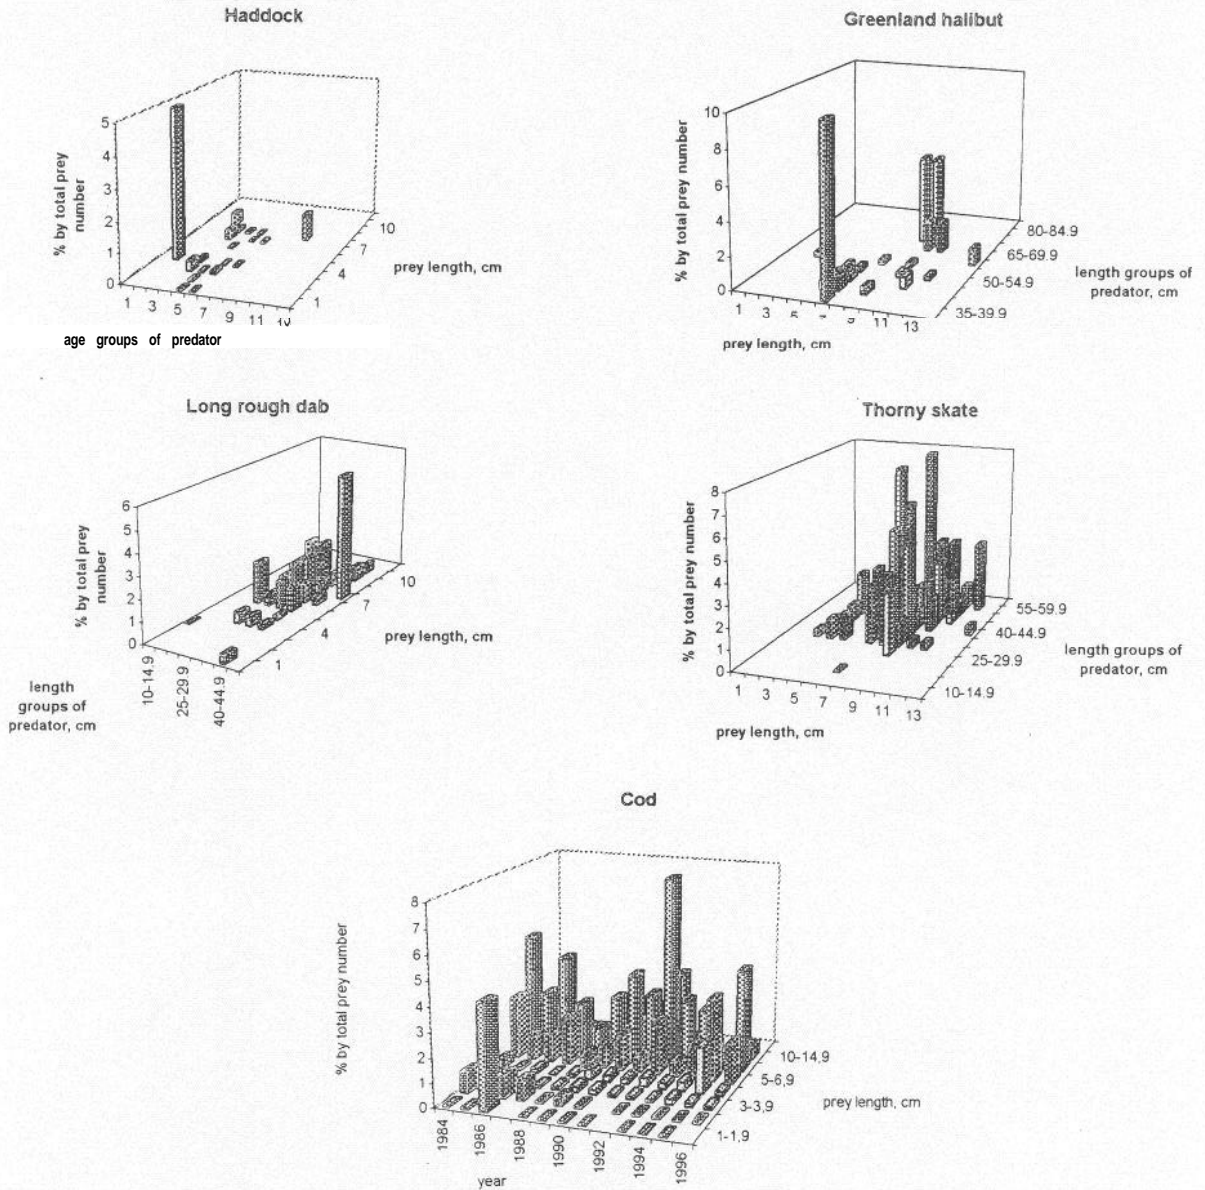 Haddock
% by total prey
number
5
4
3
2
1
0
1 3 5 7 9 11
1 4 7 10
prey length, cm
age groups of predator
Greenland halibut
% by total prey number
10
8
6
4
2
0
1 3 11 13
prey length, cm
35-39.9
50-54.9
65-69.9
80-84.9
length groups of
predator, cm
Long rough dab
% by total prey
number
6
5
4
3
2
1
0
10-14.9
25-29.9
40-44.9
length
groups of
predator, cm
1 4 7 10
prey length, cm
Thorny skate
% by total prey number
8
7
6
5
4
3
2
1
0
1 3 5 7 9 11 13
prey length, cm
10-14.9
25-29.9
40-44.9
55-59.9
length groups of
predator, cm
Cod
% by total prey number
8
7
6
5
4
3
2
1
0
1984 1986 1988 1990 1992 1994 1996
year
1-1.9
3-3,9
5-6,9
10-14.9
prey length, cm